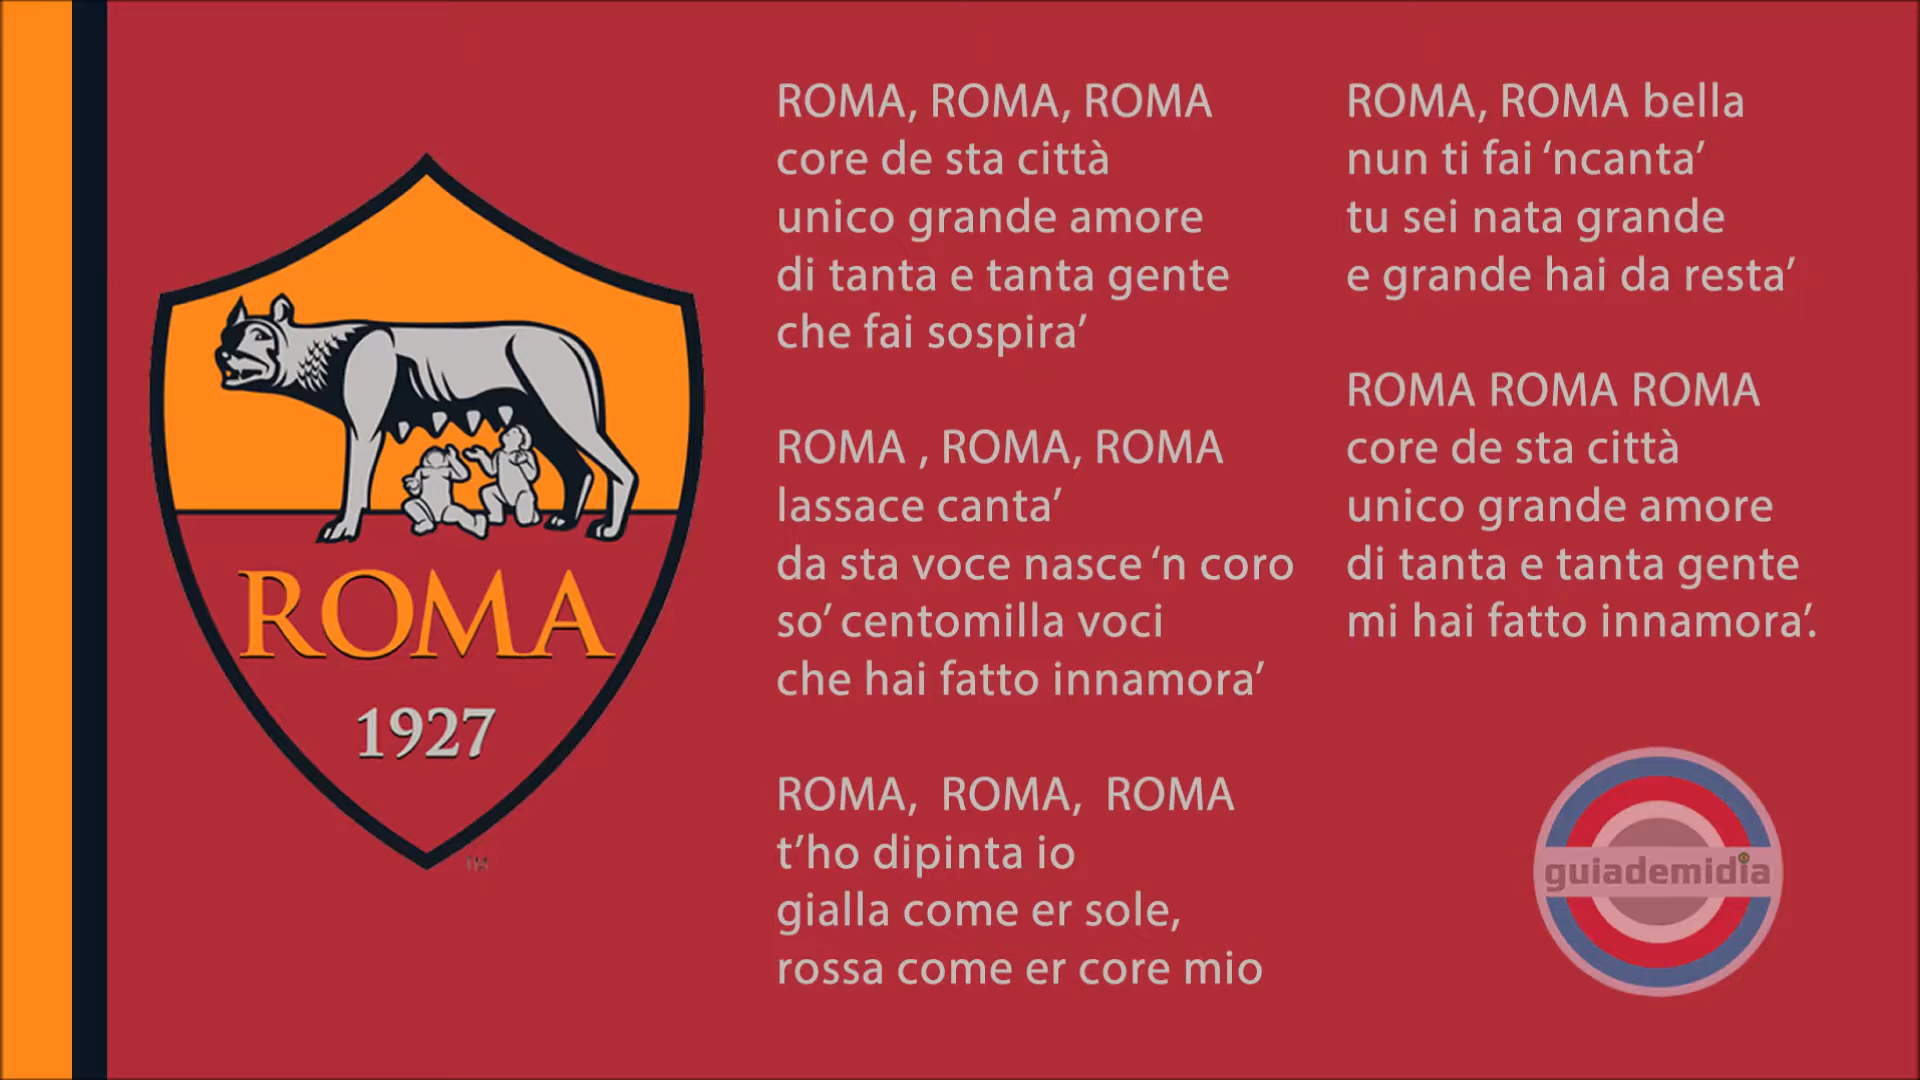 ROMA
1927
TM
ROMA, ROMA, ROMA
core de sta città
unico grande amore
di tanta e tanta gente
che fai sospira’

ROMA , ROMA, ROMA
lassace canta’
da sta voce nasce ‘n coro
so’ centomilla voci
che hai fatto innamora’

ROMA, ROMA, ROMA
t’ho dipinta io
gialla come er sole,
rossa come er core mio

ROMA, ROMA bella
nun ti fai ‘ncanta’
tu sei nata grande
e grande hai da resta’

ROMA ROMA ROMA
core de sta città
unico grande amore
di tanta e tanta gente
mi hai fatto innamora’.
guiademidia